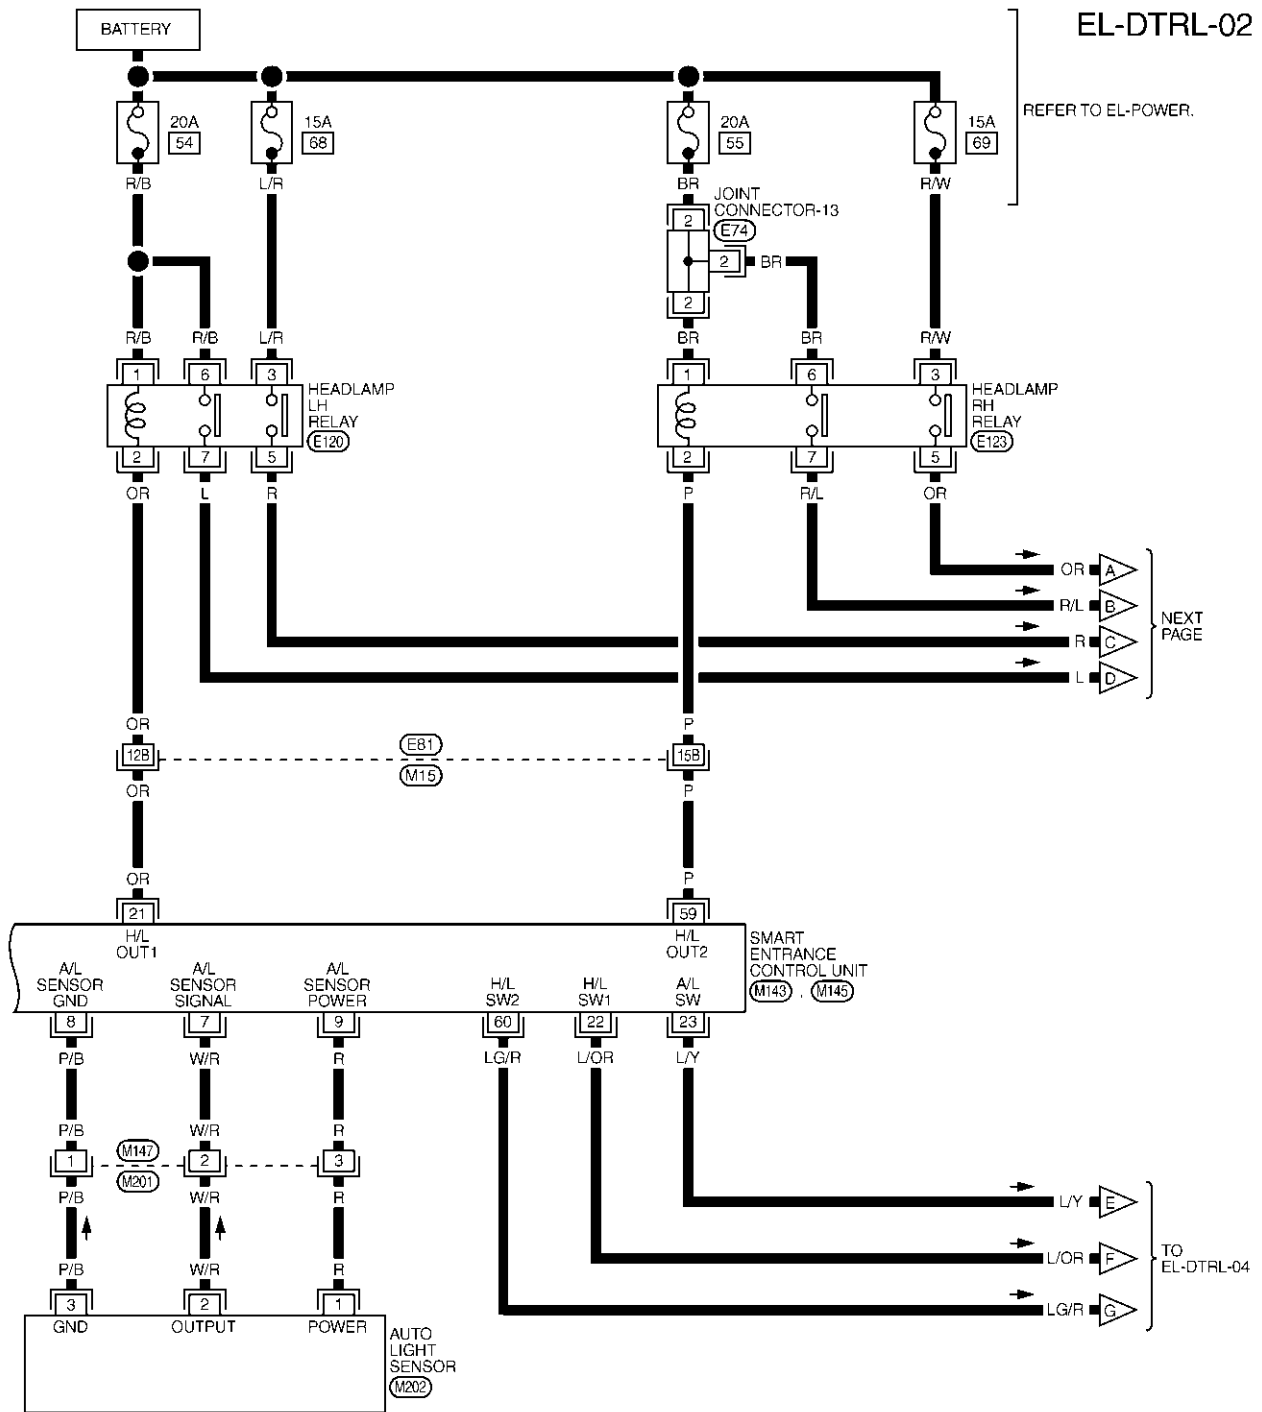 EL-DTRL-02
BATTERY
REFER TO EL-POWER.
20A
54
15A
68
20A
55
15A
69
R/B
L/R
BR
R/W
JOINT
CONNECTOR-13
E74
2
2
BR
2
R/B
R/B
L/R
BR
BR
R/W
1
6
3
HEADLAMP
LH
RELAY
E120
1
6
3
HEADLAMP
RH
RELAY
E123
2
7
5
2
7
5
OR
L
R
P
R/L
OR
OR
A
R/L
B
R
C
L
D
NEXT
PAGE
OR
P
12B
E81
M15
15B
OR
P
OR
P
21
59
H/L
OUT1
H/L
OUT2
SMART
ENTRANCE
CONTROL UNIT
M143 , M145
A/L
SENSOR
GND
A/L
SENSOR
SIGNAL
A/L
SENSOR
POWER
H/L
SW2
H/L
SW1
A/L
SW
8
7
9
60
22
23
P/B
W/R
R
LG/R
L/OR
L/Y
P/B
W/R
R
1
M147
M201
2
3
P/B
W/R
R
L/Y
E
L/OR
F
LG/R
G
TO
EL-DTRL-04
P/B
W/R
R
3
2
1
GND
OUTPUT
POWER
AUTO
LIGHT
SENSOR
M202